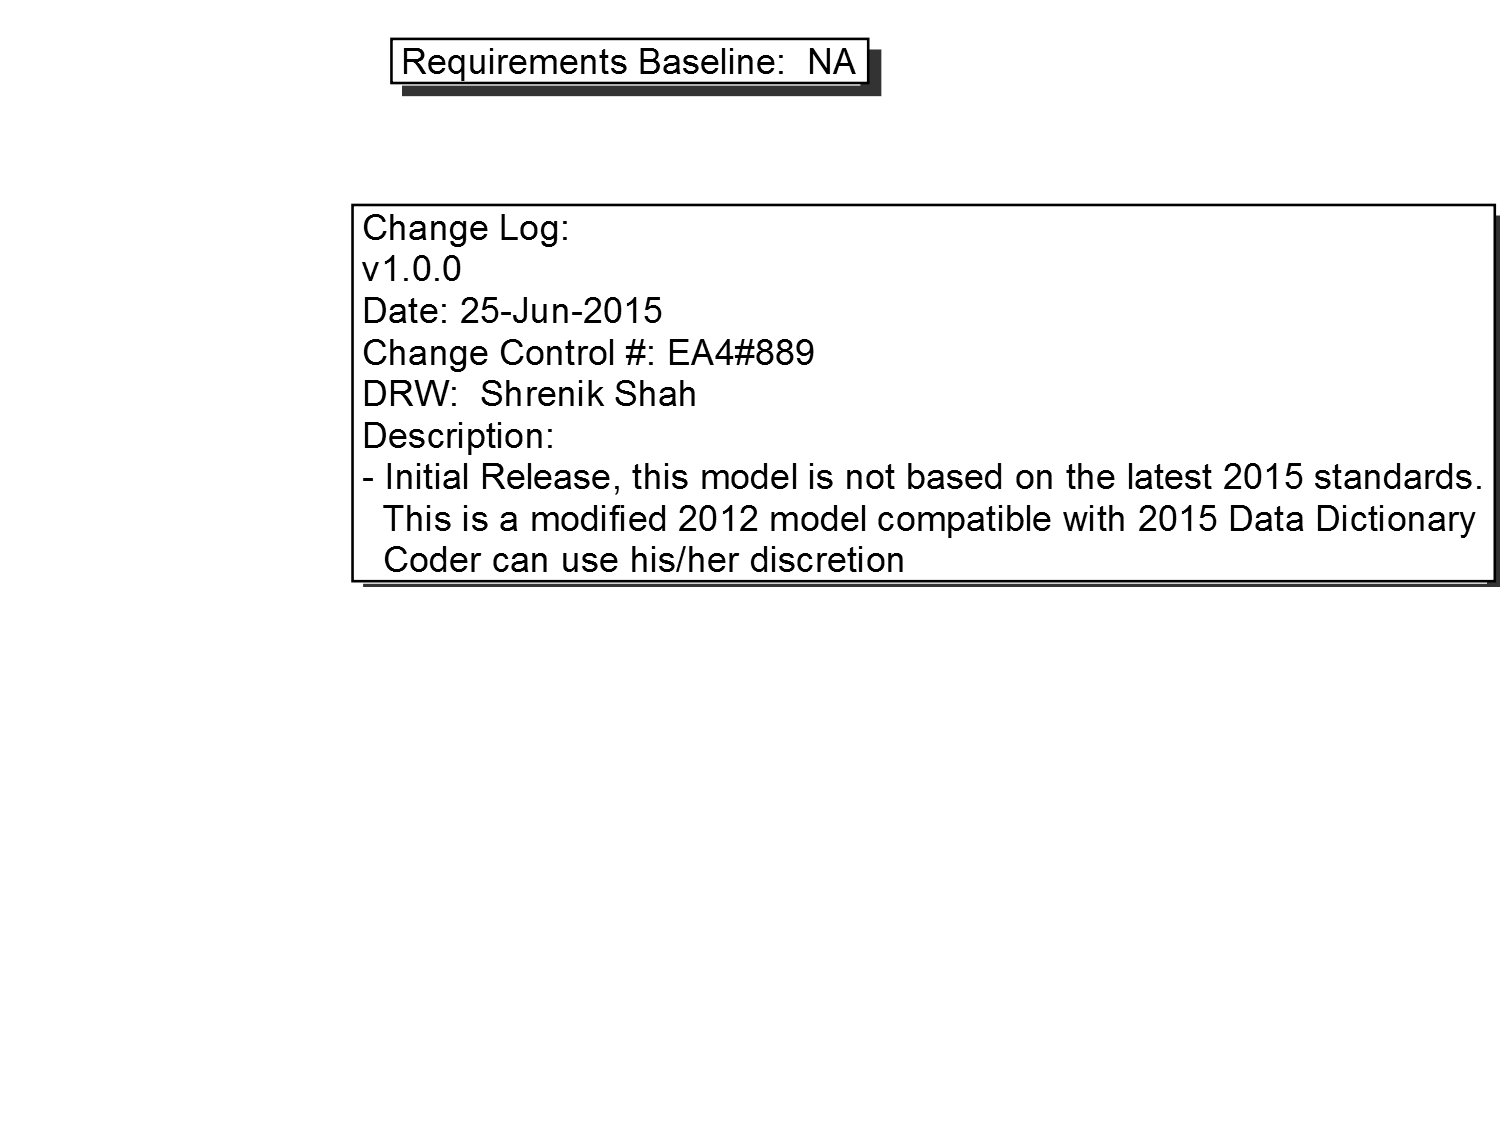 Requirements Baseline:  NA
Change Log:
v1.0.0
Date: 25-Jun-2015
Change Control #: EA4#889
DRW:  Shrenik Shah
Description:
- Initial Release, this model is not based on the latest 2015 standards.
This is a modified 2012 model compatible with 2015 Data Dictionary
Coder can use his/her discretion